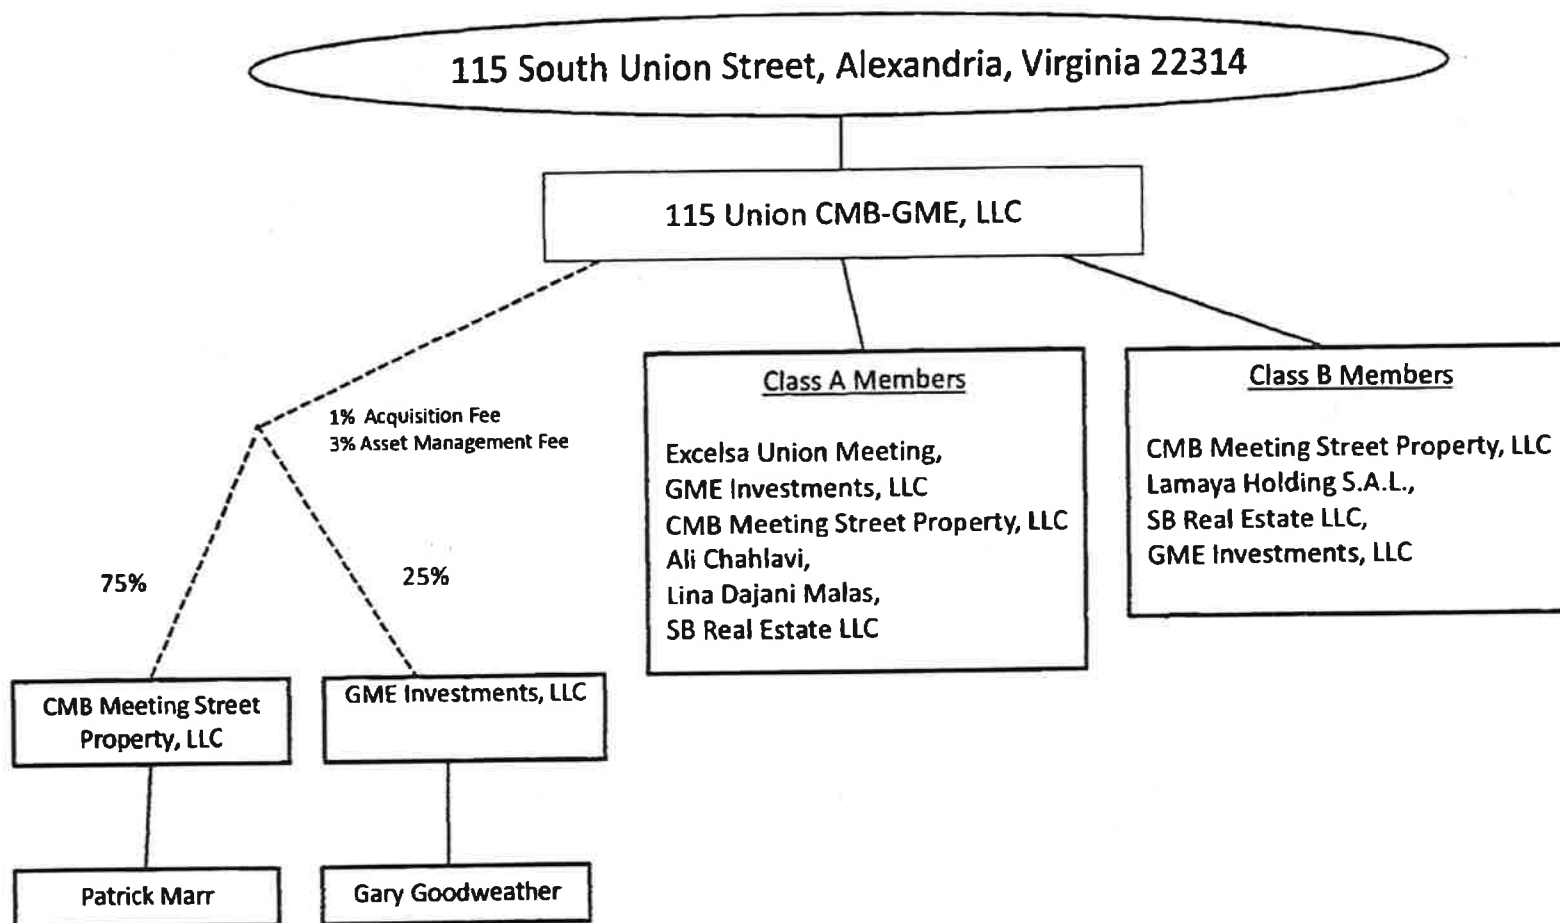 115 South Union Street, Alexandria, Virginia 22314
115 Union CMB-GME, LLC
1% Acquisition Fee
3% Asset Management Fee
75%
25%
CMB Meeting Street
Property, LLC
GME Investments, LLC
Patrick Marr
Gary Goodweather
Class A Members
Excelsa Union Meeting,
GME Investments, LLC
CMB Meeting Street Property, LLC
Ali Chahlavi,
Lina Dajani Malas,
SB Real Estate LLC
Class B Members
CMB Meeting Street Property, LLC
Lamaya Holding S.A.L.,
SB Real Estate LLC,
GME Investments, LLC